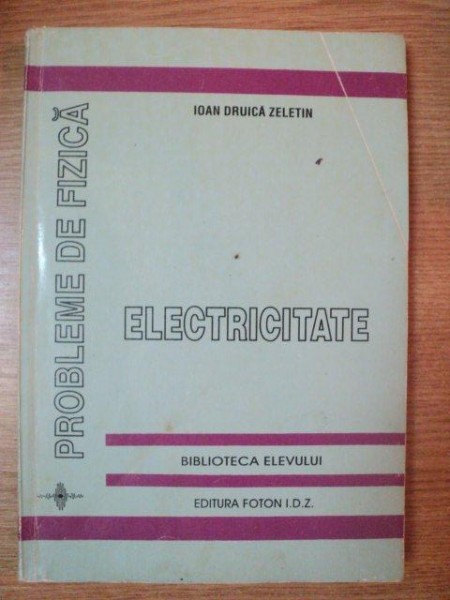 IOAN DRUICĂ ZELETIN
PROBLEME DE FIZICĂ
ELECTRICITATE
BIBLIOTECA ELEVULUI
EDITURA FOTON I.D.Z.